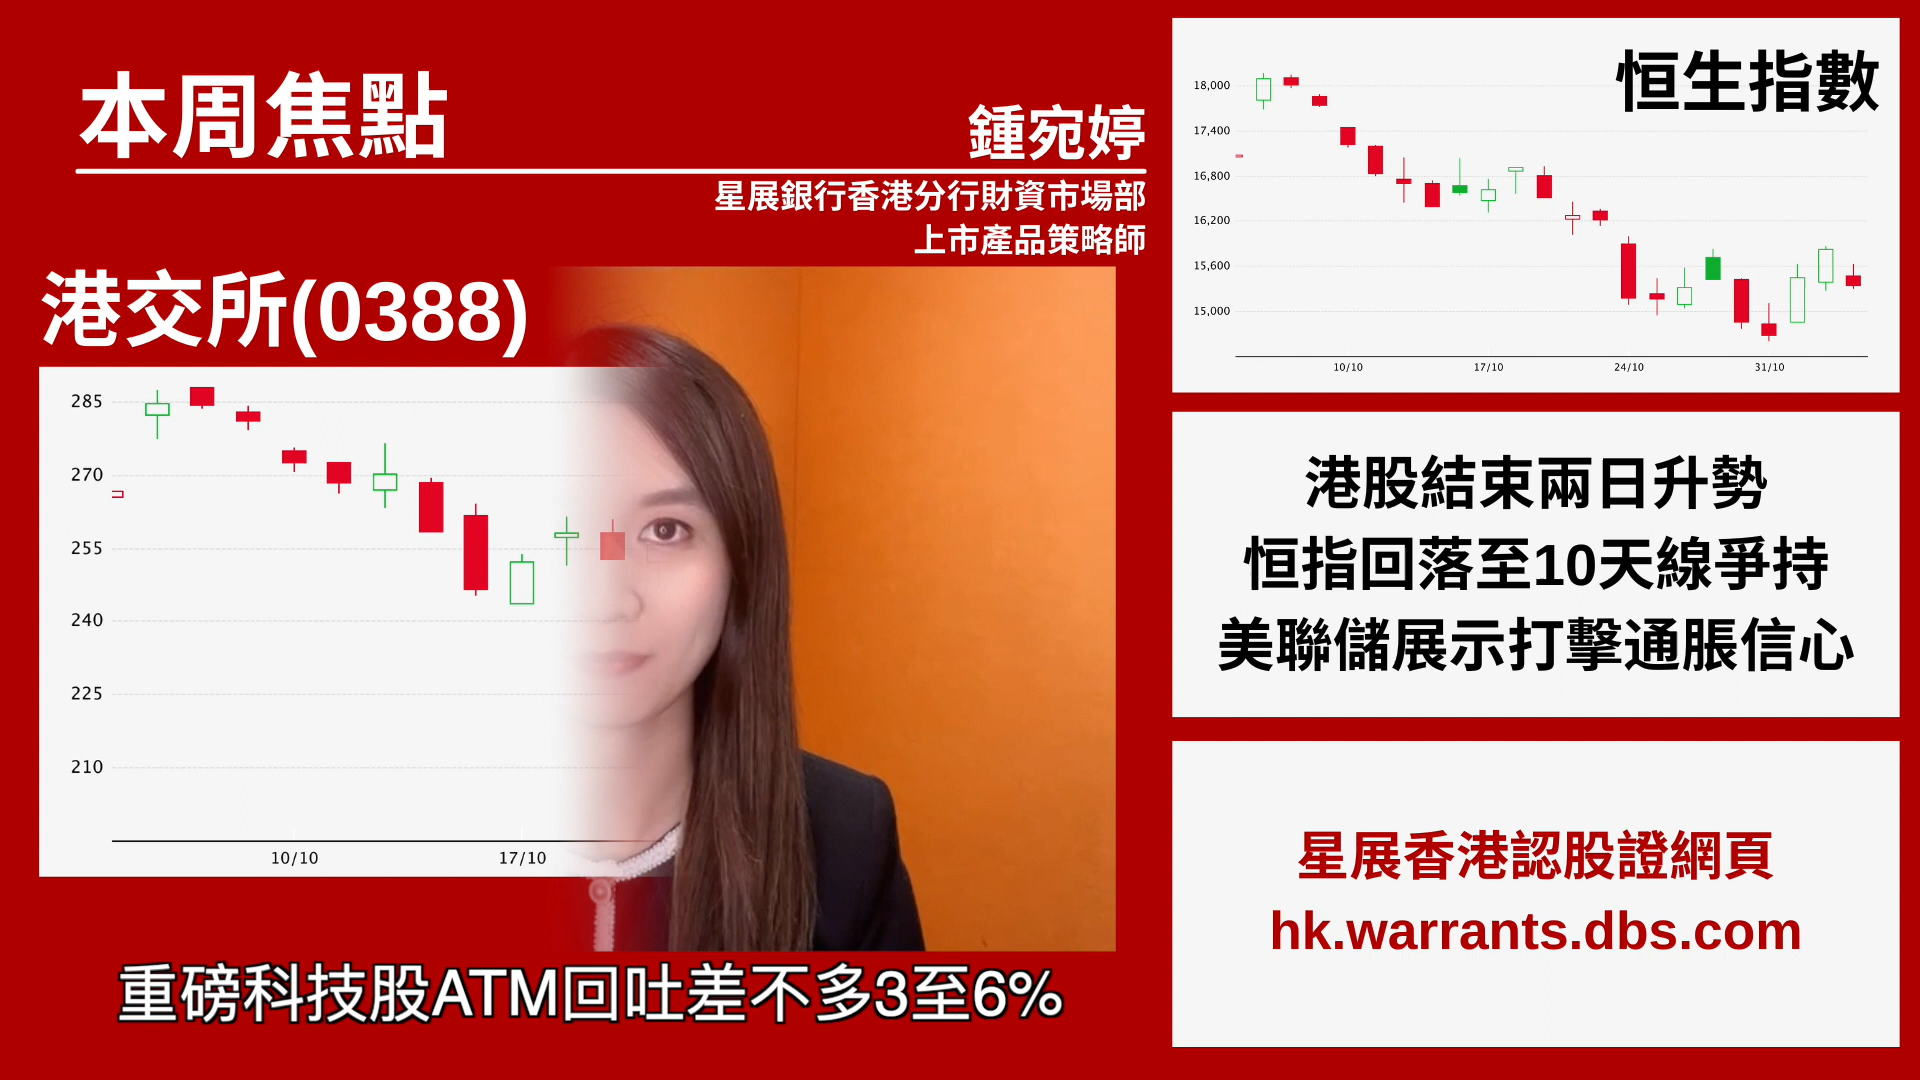 本周焦點
鍾宛婷
星展銀行香港分行財資市場部
上市產品策略師
港交所(0388)
285
270
255
240
225
210
10/10
17/10
重磅科技股ATM回吐差不多3至6%
恒生指數
18,000
17,400
16,800
16,200
15,600
15,000
10/10
17/10
24/10
31/10
港股結束兩日升勢
恒指回落至10天線爭持
美聯儲展示打擊通脹信心
星展香港認股證網頁
hk.warrants.dbs.com